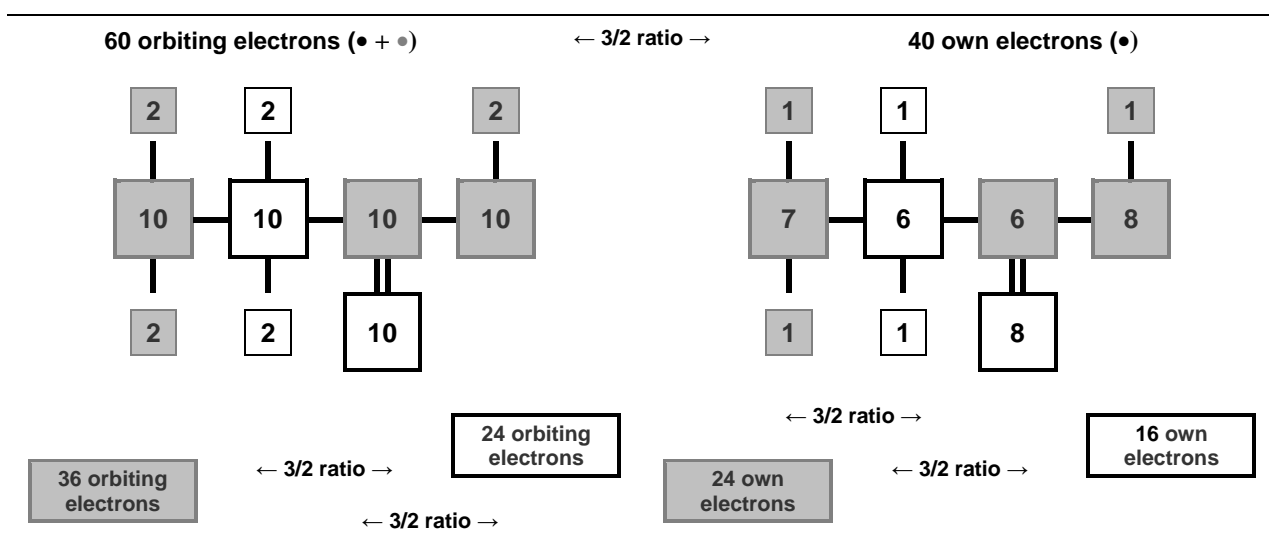 60 orbiting electrons (● + ●) ← 3/2 ratio → 40 own electrons (●)
2 2 2 1 1 1
10 10 10 10 7 6 6 8
2 2 10 1 1 8
← 3/2 ratio →
24 orbiting
electrons
16 own
electrons
36 orbiting
electrons
← 3/2 ratio →
24 own
electrons
← 3/2 ratio →
← 3/2 ratio →